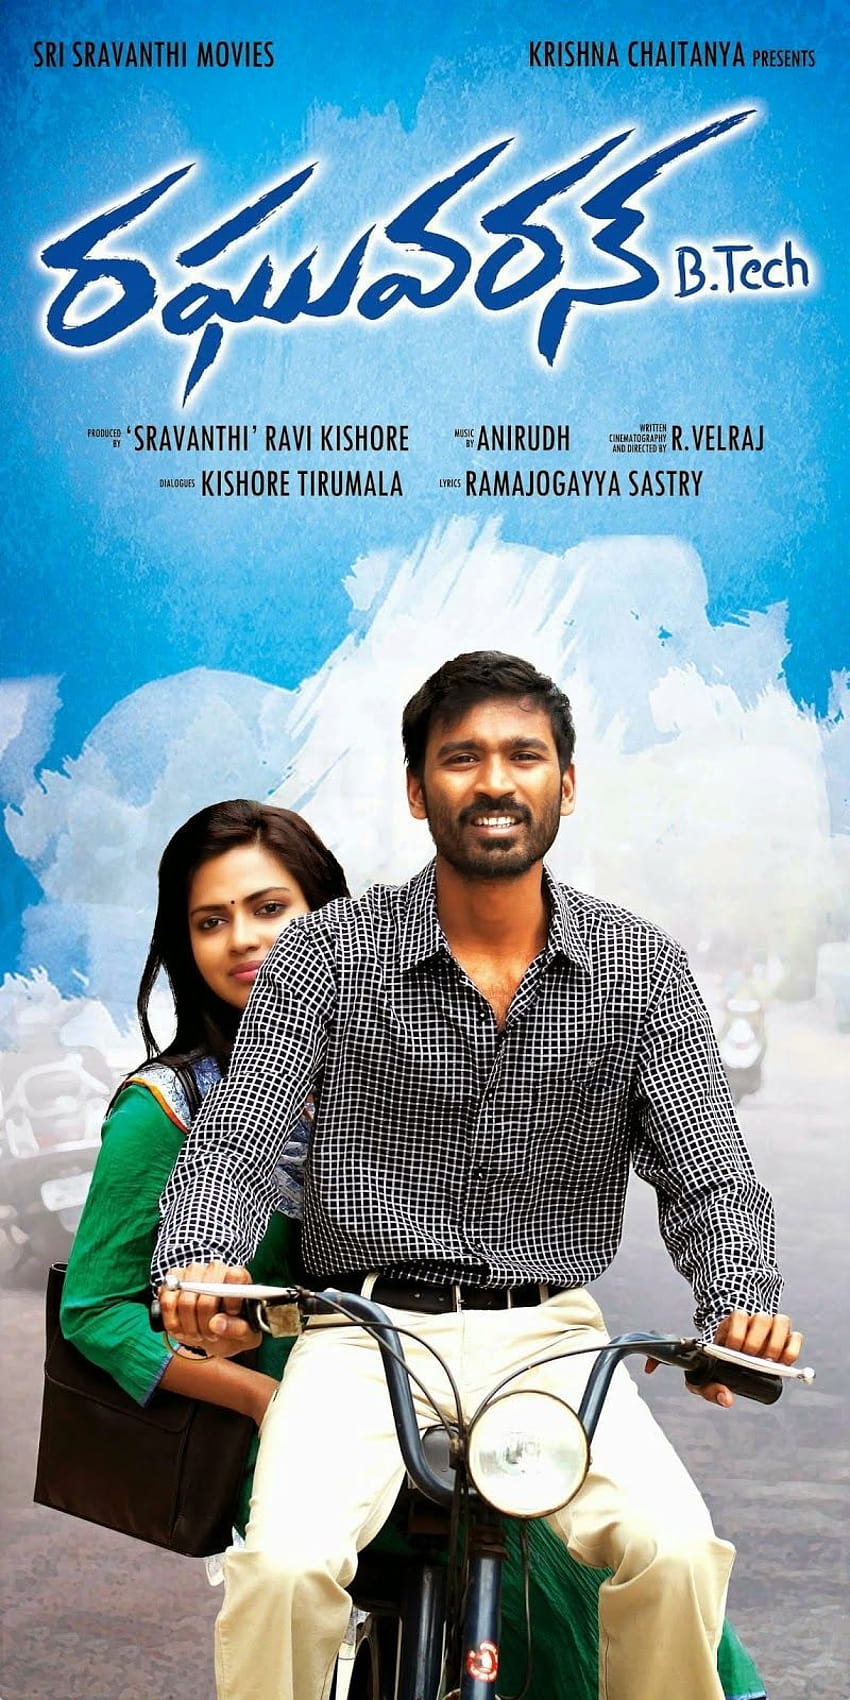 SRI SRAVANTHI MOVIES
KRISHNA CHAITANYA PRESENTS
రఘువరన్ B.Tech
PRODUCED BY 'SRAVANTHI' RAVI KISHORE MUSIC BY ANIRUDH WRITTEN CINEMATOGRAPHY AND DIRECTED BY R.VELRAJ
DIALOGUES KISHORE TIRUMALA LYRICS RAMAJOGAYYA SASTRY